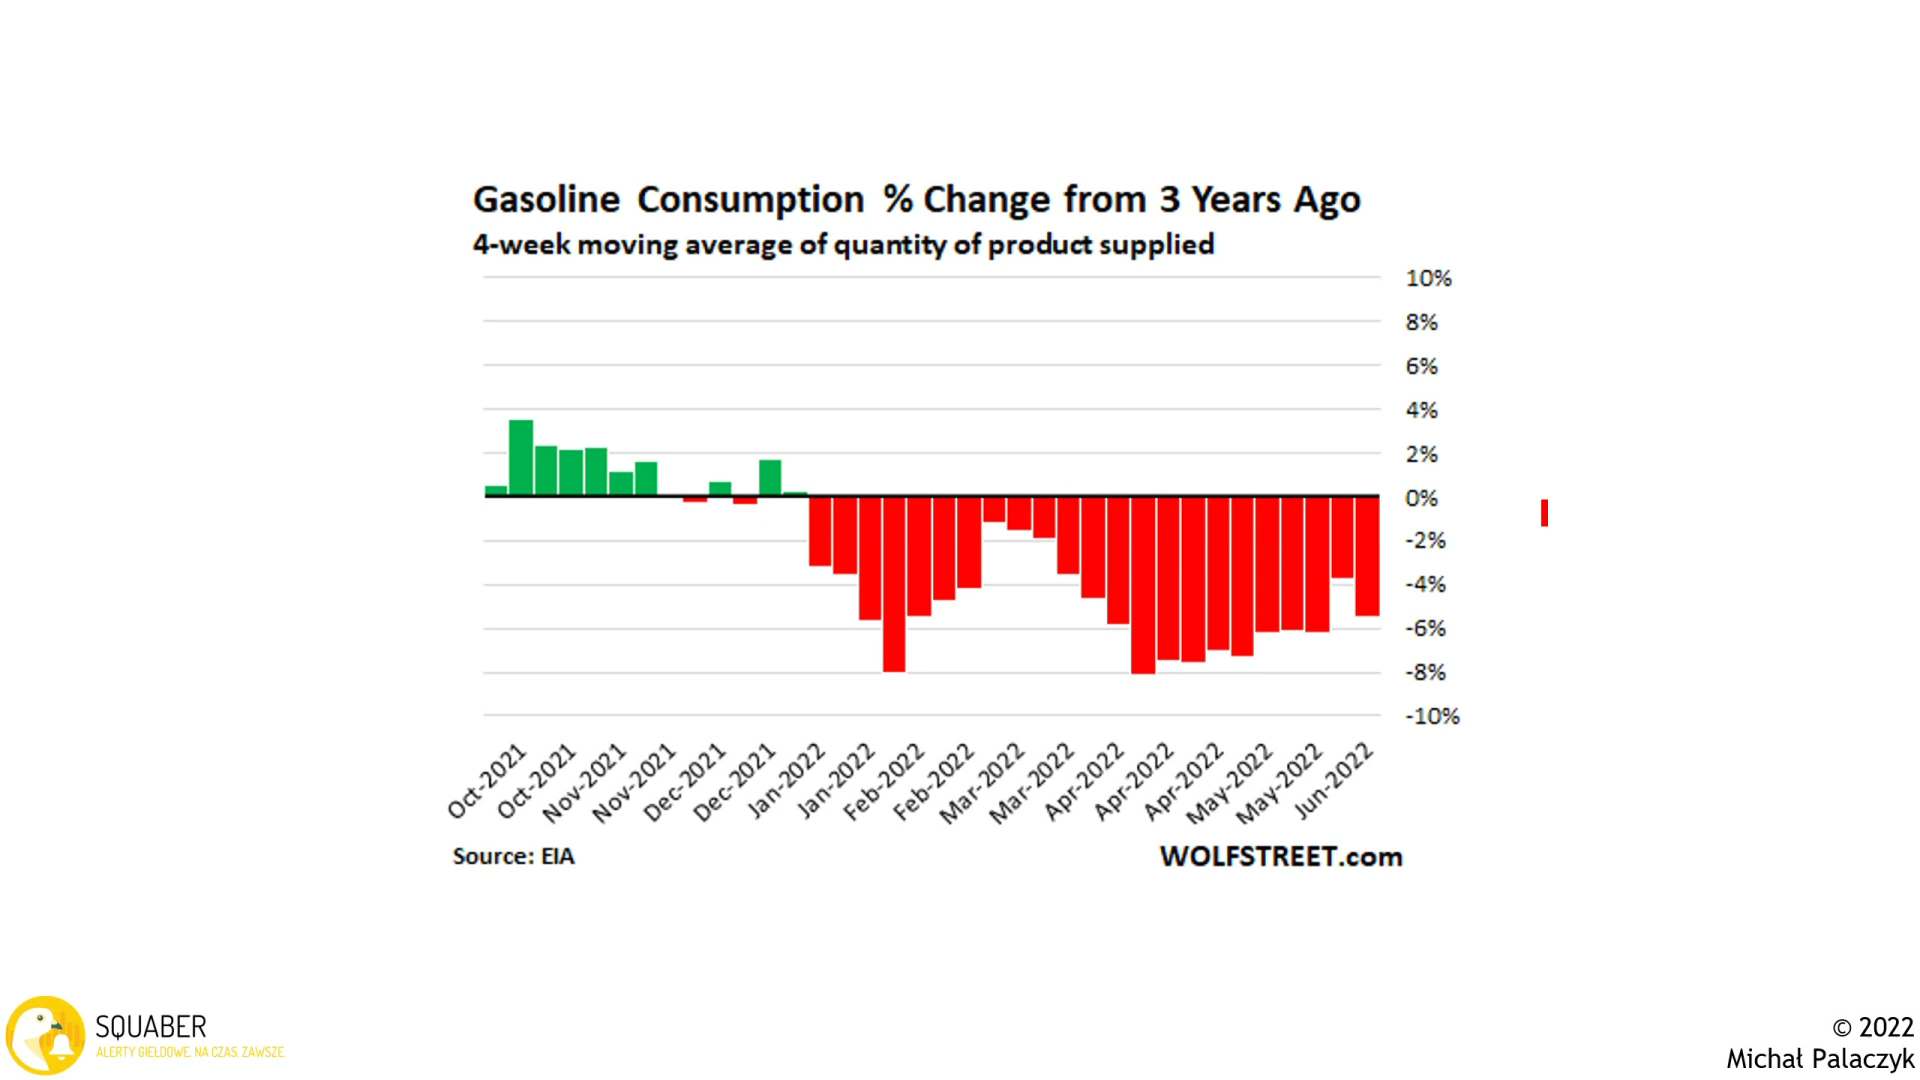 Gasoline Consumption % Change from 3 Years Ago
4-week moving average of quantity of product supplied
10%
8%
6%
4%
2%
0%
-2%
-4%
-6%
-8%
-10%
Oct-2021
Oct-2021
Nov-2021
Nov-2021
Dec-2021
Dec-2021
Jan-2022
Jan-2022
Feb-2022
Feb-2022
Mar-2022
Mar-2022
Apr-2022
Apr-2022
Apr-2022
May-2022
May-2022
Jun-2022
Source: EIA
WOLFSTREET.com
SQUABER
ALERTY GIEŁDOWE. NA CZAS. ZAWSZE.
© 2022
Michał Palaczyk